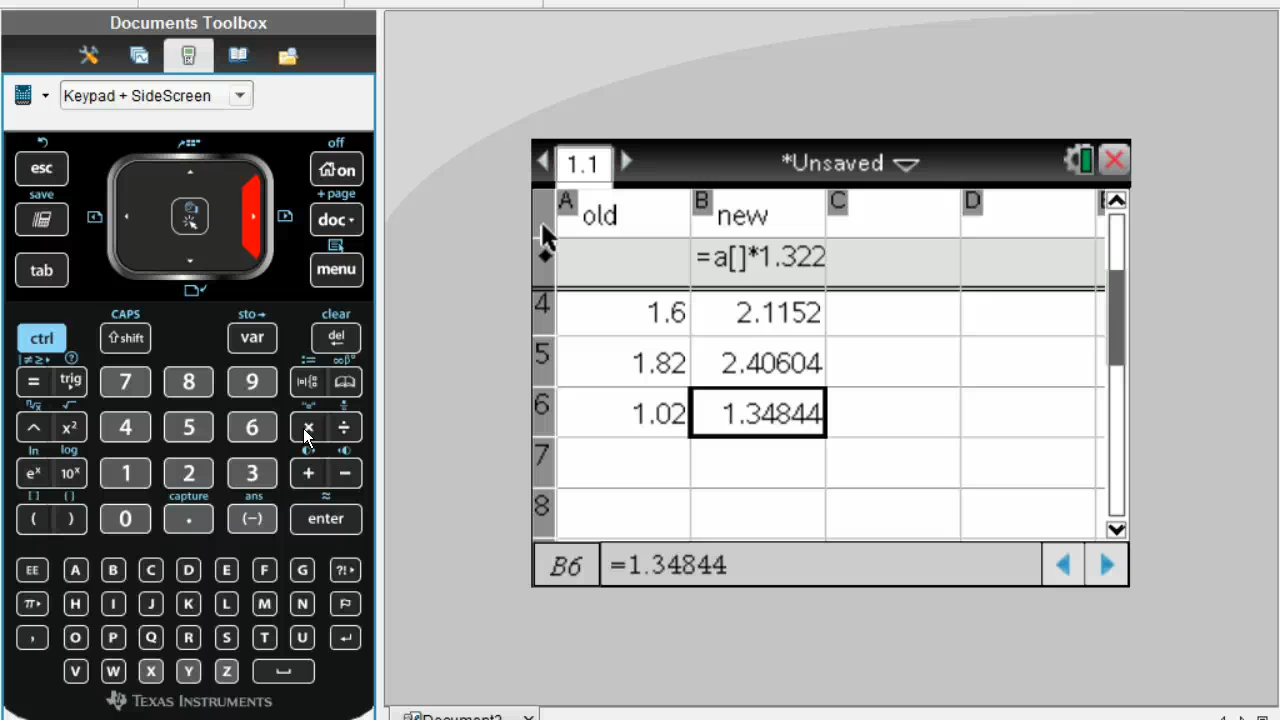 Documents Toolbox
Keypad + SideScreen
off
esc
on
save
+ page
doc
tab
menu
CAPS
sto→
clear
ctrl
⇧shift
var
del
:= ∞β°
= trig 7 8 9
^ x² 4 5 6 × ÷
ln log
eˣ 10ˣ 1 2 3 + −
[ ] { } capture ans ≈
( ) 0 . (−) enter
EE A B C D E F G ?!▸
π▸ H I J K L M N
, O P Q R S T U ↵
V W X Y Z
TEXAS INSTRUMENTS
1.1 *Unsaved
A old B new C D
=a[]*1.322
4 1.6 2.1152
5 1.82 2.40604
6 1.02 1.34844
7
8
B6 =1.34844